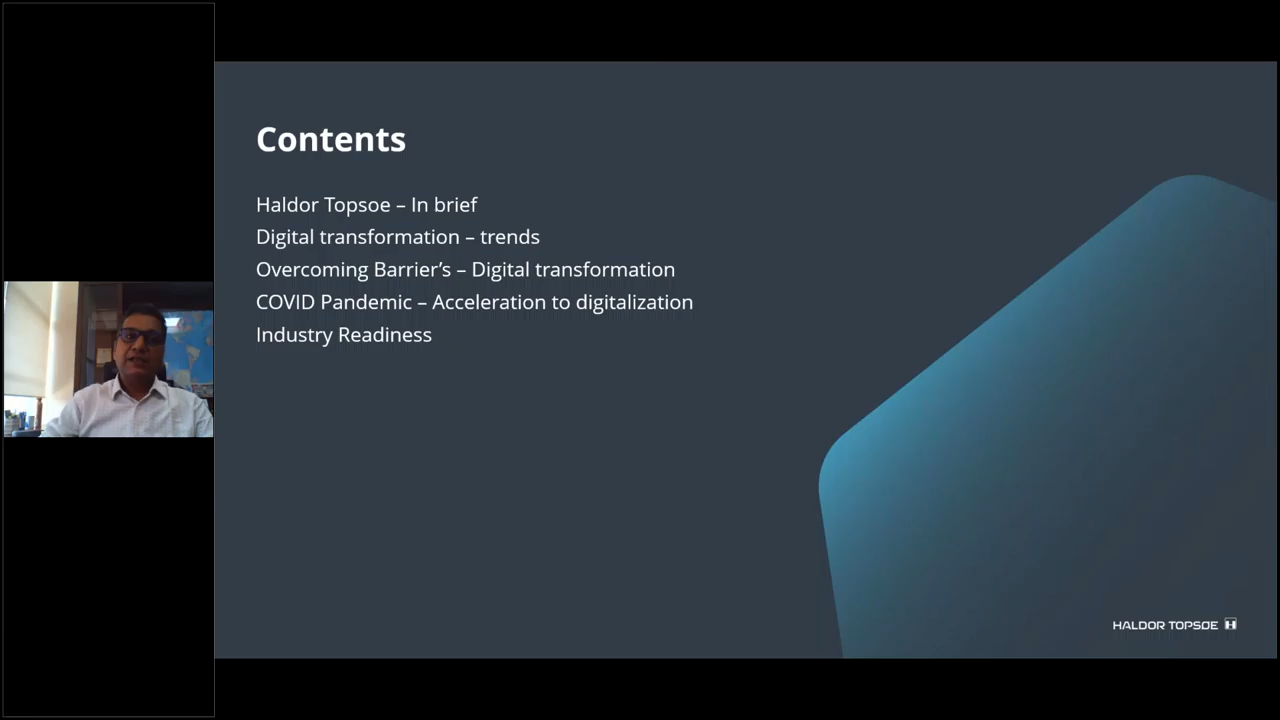 Contents
Haldor Topsoe – In brief
Digital transformation – trends
Overcoming Barrier’s – Digital transformation
COVID Pandemic – Acceleration to digitalization
Industry Readiness
HALDOR TOPSOE